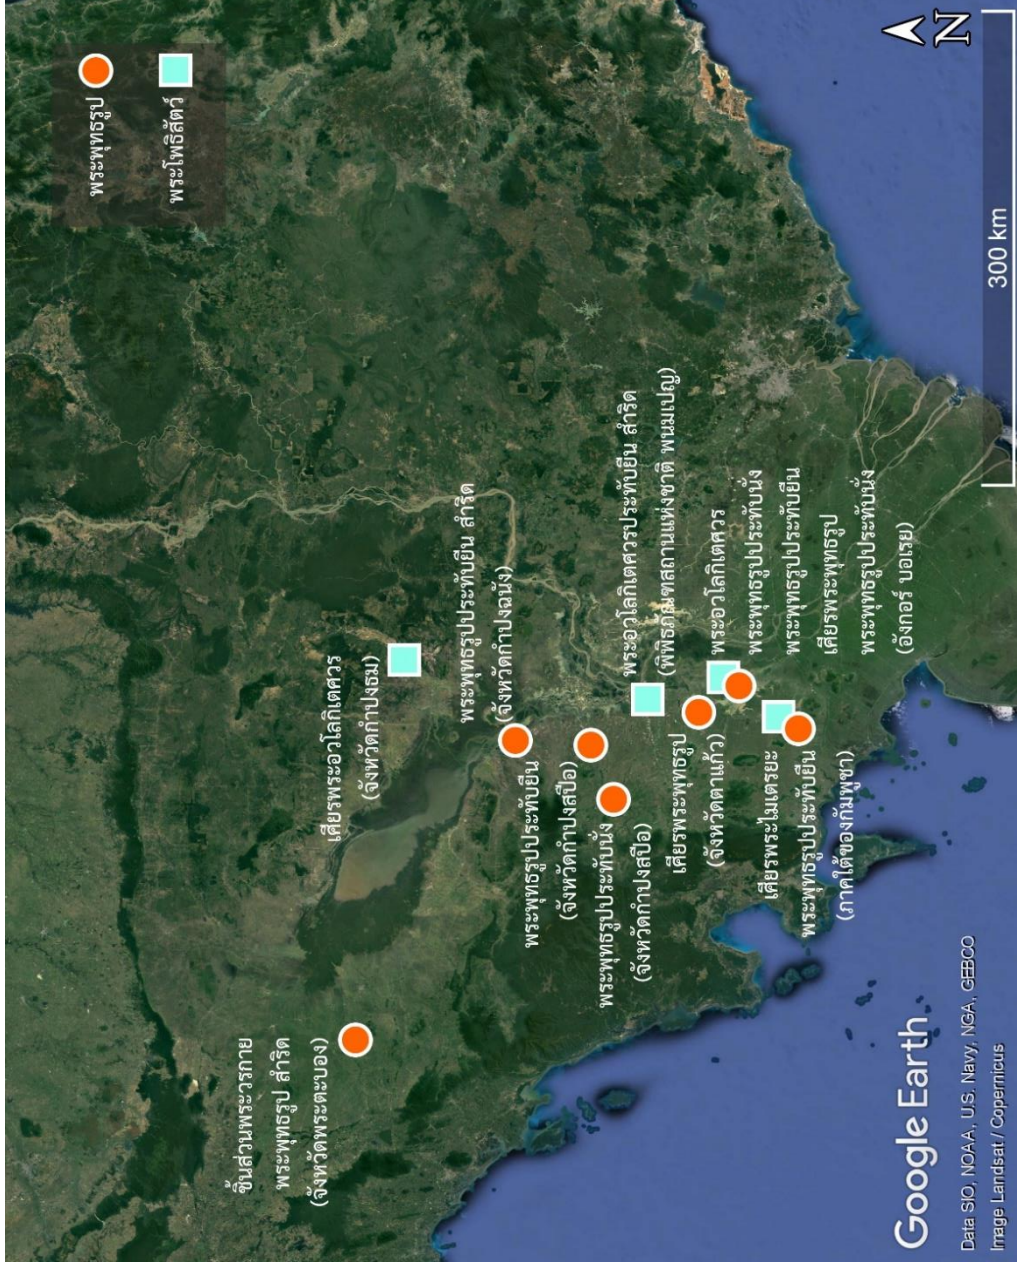 พระพุทธรูป
พระโพธิสัตว์
N
300 km
ชิ้นส่วนพระวรกาย
พระพุทธรูป สำริด
(จังหวัดพระตะบอง)
เศียรพระอวโลกิเตศวร
(จังหวัดกำปงธม)
พระพุทธรูปประทับยืน สำริด
(จังหวัดกำปงฉนัง)
พระพุทธรูปประทับยืน
(จังหวัดกำปงสปือ)
พระพุทธรูปประทับนั่ง
(จังหวัดกำปงสปือ)
พระอวโลกิเตศวรประทับยืน สำริด
(พิพิธภัณฑสถานแห่งชาติ พนมเปญ)
เศียรพระพุทธรูป
(จังหวัดตาแก้ว)
พระอวโลกิเตศวร
พระพุทธรูปประทับนั่ง
พระพุทธรูปประทับยืน
เศียรพระพุทธรูป
พระพุทธรูปประทับนั่ง
(อังกอร์ บอเรย)
เศียรพระไมเตรยะ
พระพุทธรูปประทับยืน
(ภาคใต้ของกัมพูชา)
Google Earth
Data SIO, NOAA, U.S. Navy, NGA, GEBCO
Image Landsat / Copernicus